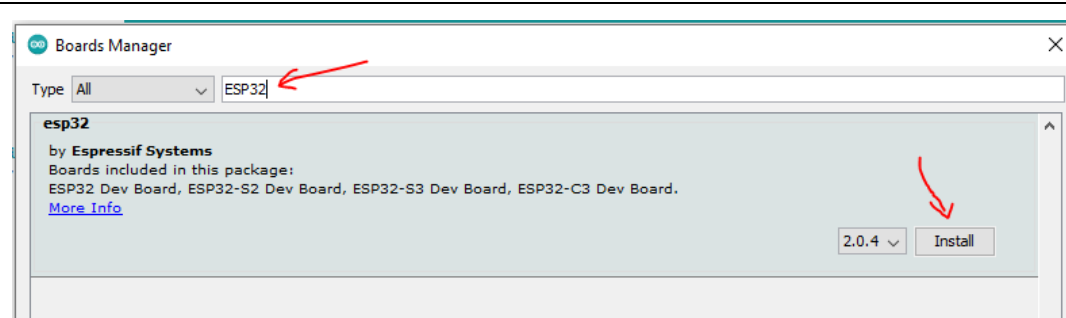 Boards Manager
Type All ESP32
esp32
by Espressif Systems
Boards included in this package:
ESP32 Dev Board, ESP32-S2 Dev Board, ESP32-S3 Dev Board, ESP32-C3 Dev Board.
More Info
2.0.4 Install